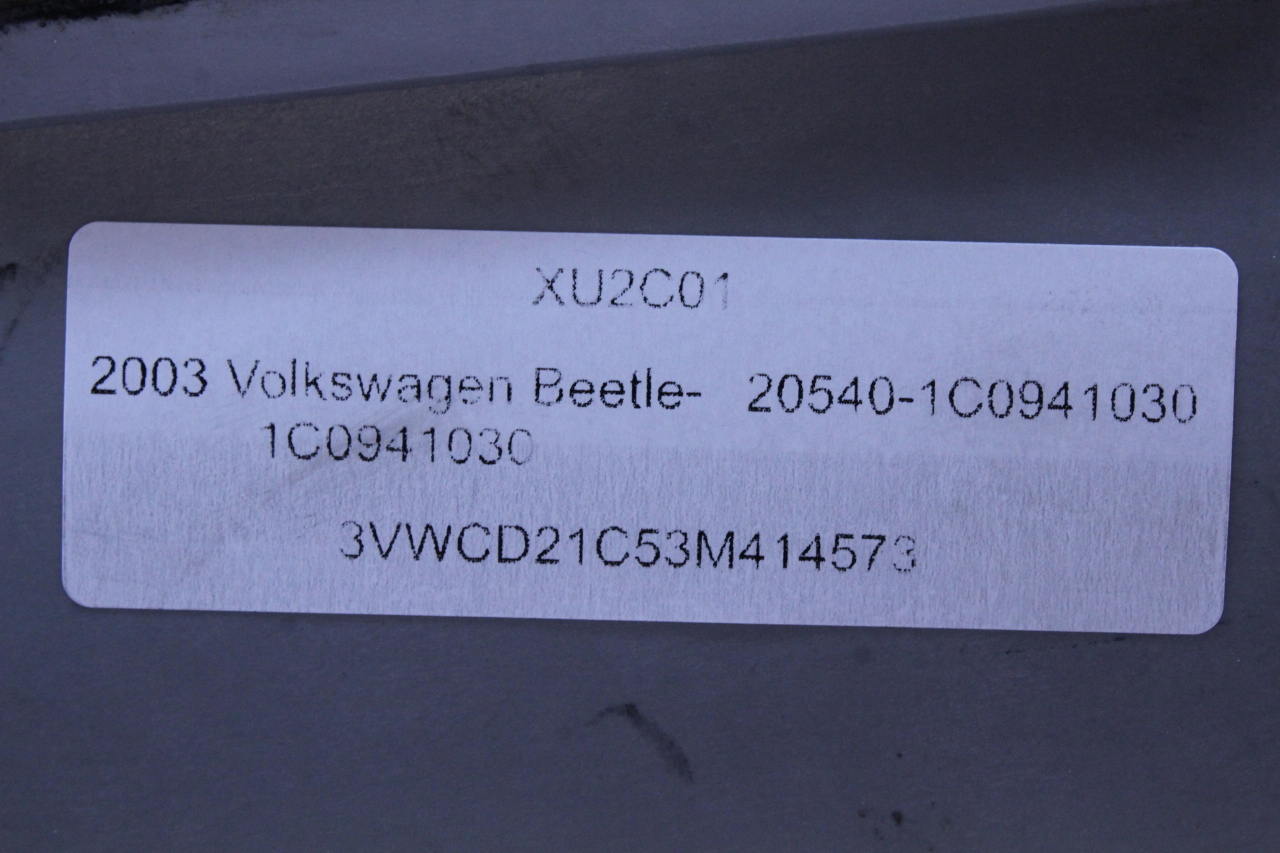 XU2C01
2003 Volkswagen Beetle- 20540-1C0941030
1C0941030
3VWCD21C53M414573